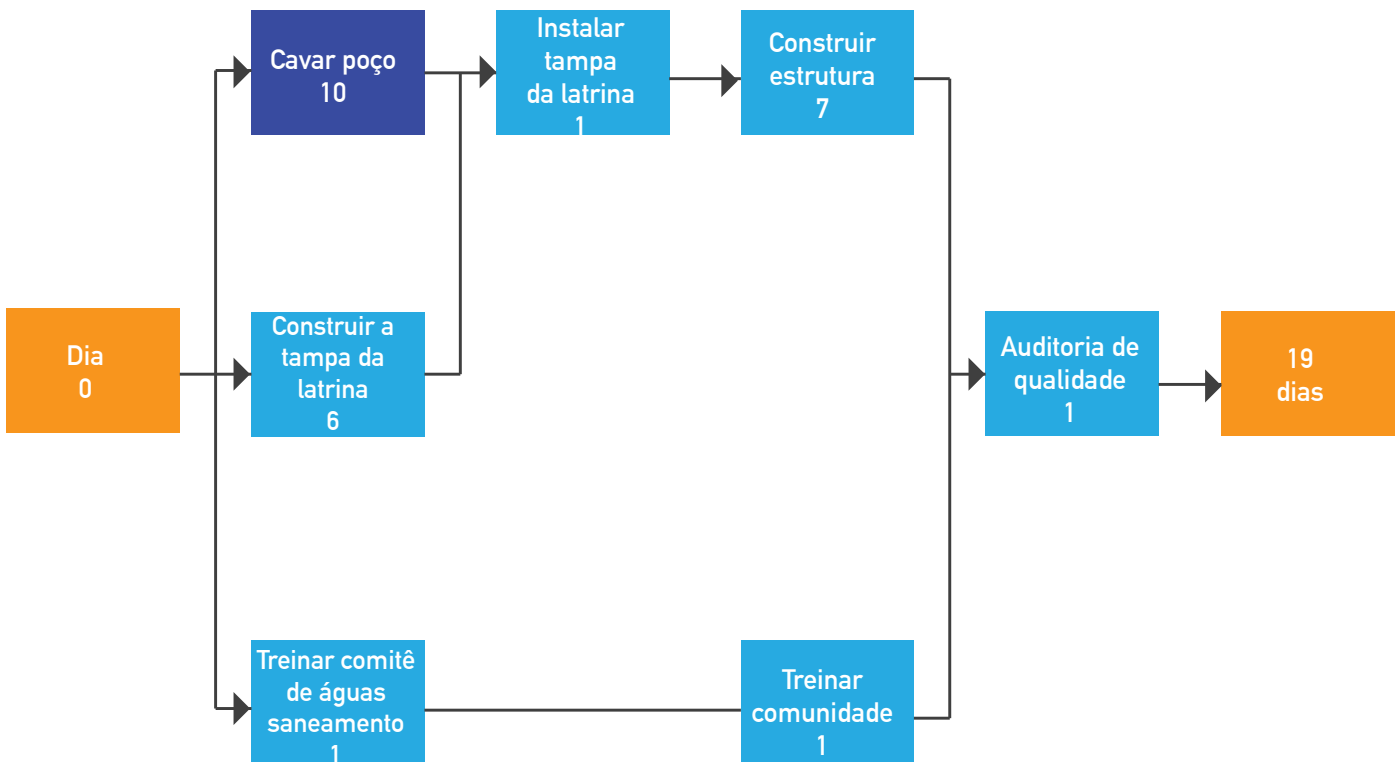 Cavar poço
10
Instalar
tampa
da latrina
1
Construir
estrutura
7
Dia
0
Construir a
tampa da
latrina
6
Auditoria de
qualidade
1
19
dias
Treinar comitê
de águas
saneamento
1
Treinar
comunidade
1